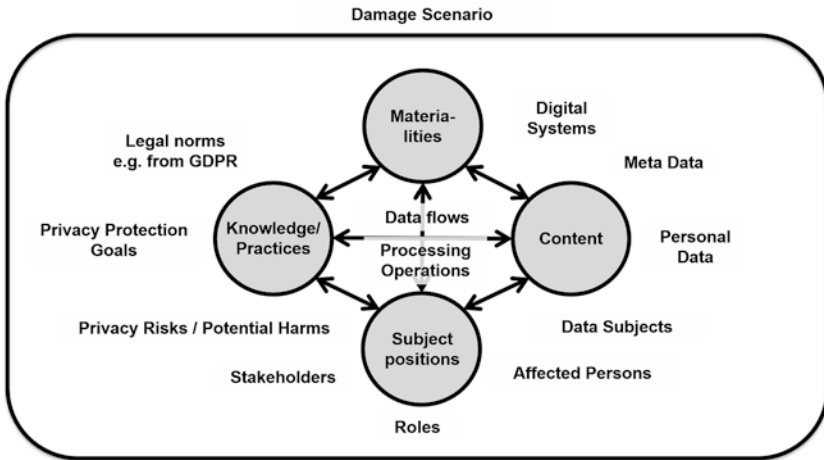 Damage Scenario
Materia-
lities
Digital
Systems
Legal norms
e.g. from GDPR
Meta Data
Knowledge/
Practices
Data flows
Processing
Operations
Content
Privacy Protection
Goals
Personal
Data
Privacy Risks / Potential Harms
Subject
positions
Data Subjects
Stakeholders
Affected Persons
Roles